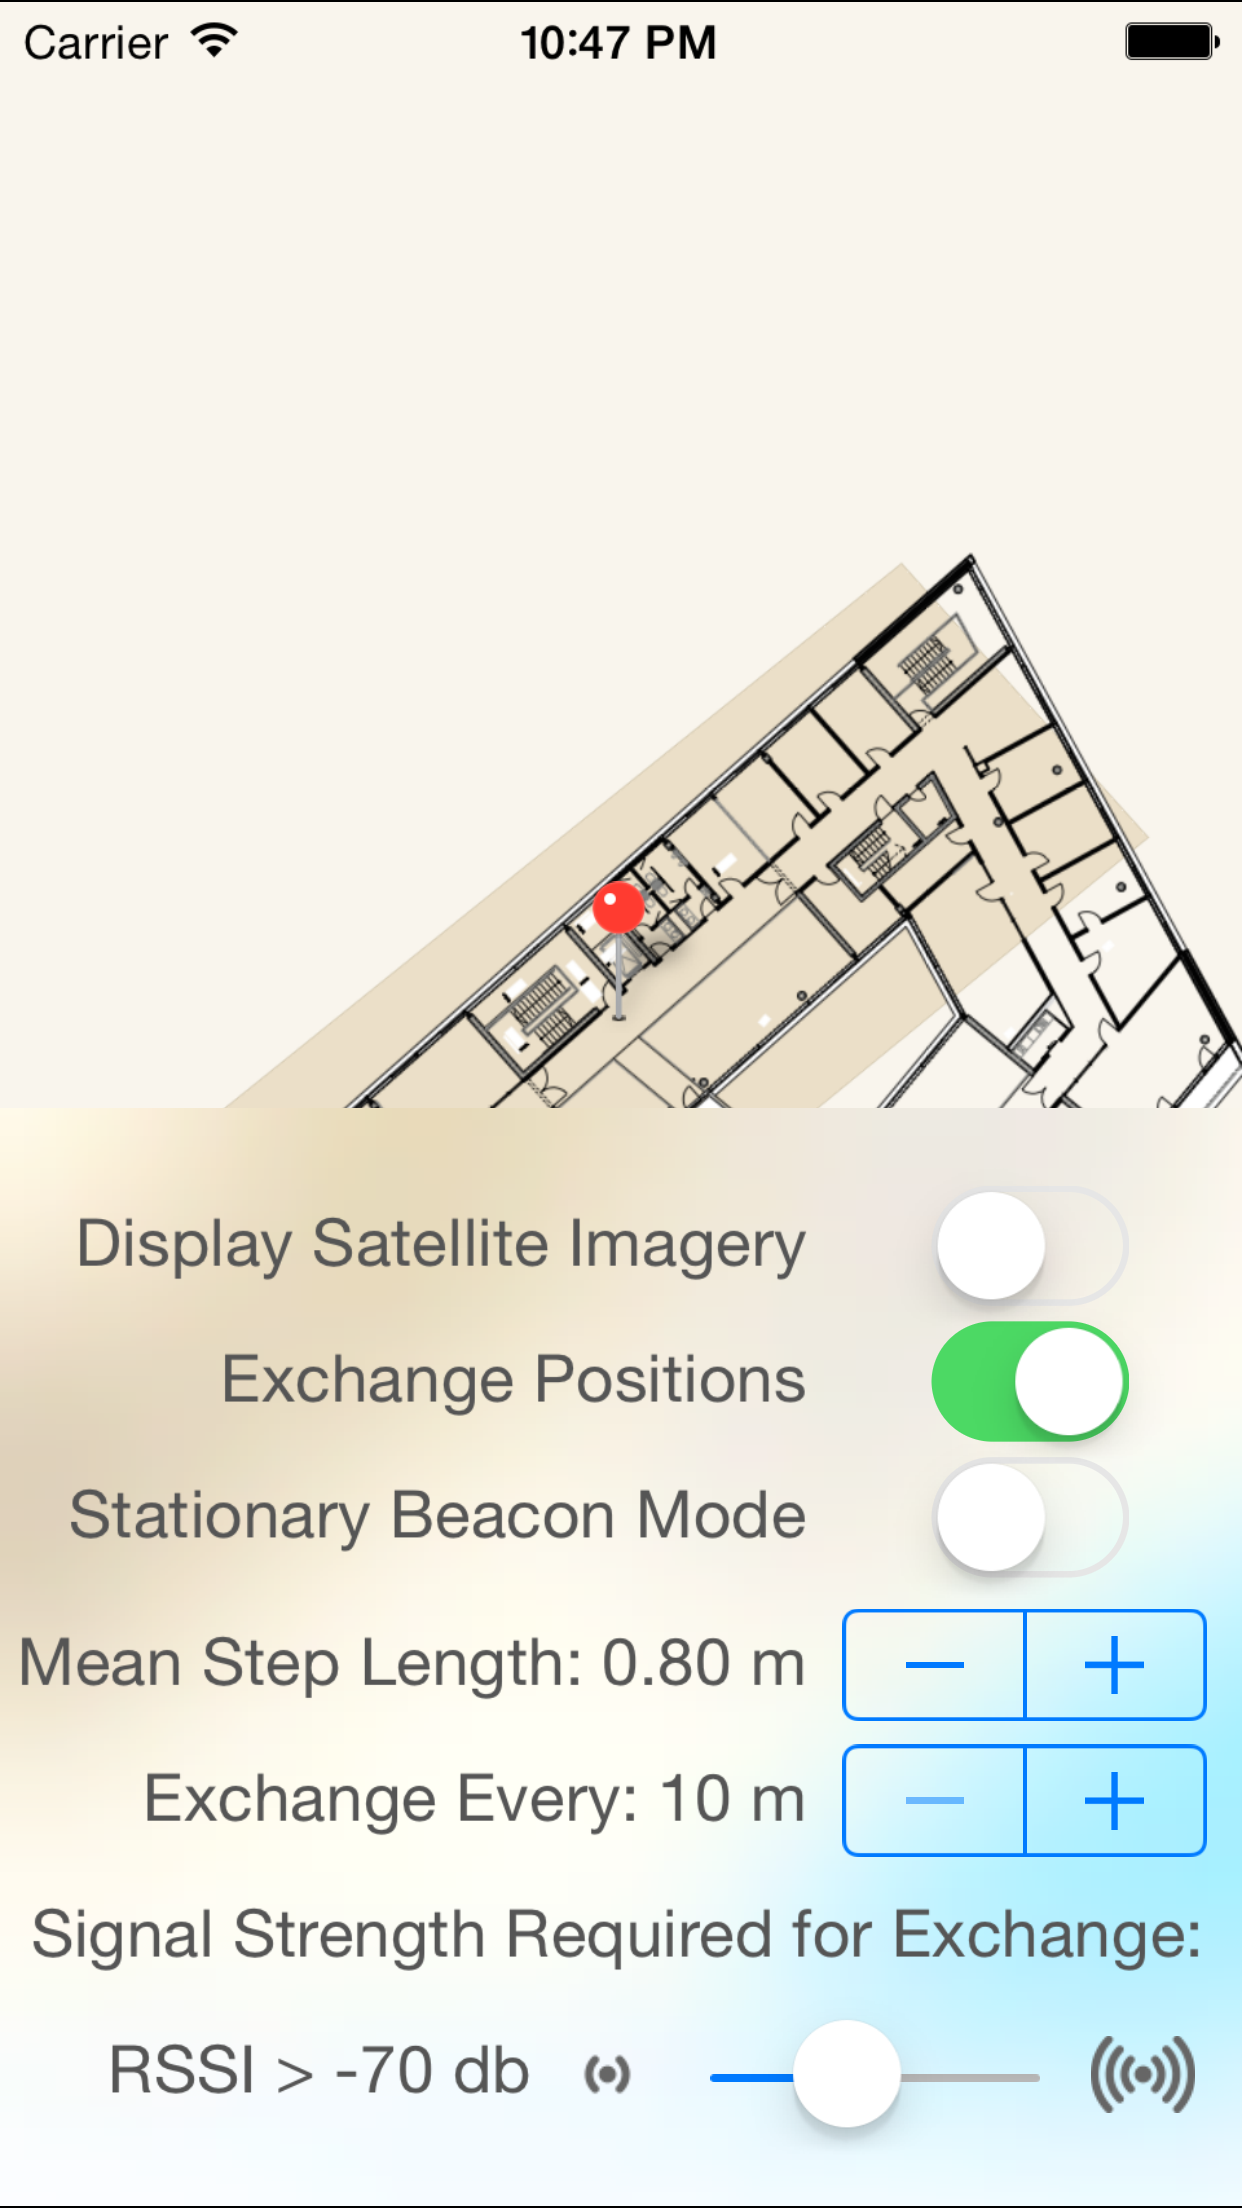 Carrier 10:47 PM
Display Satellite Imagery
Exchange Positions
Stationary Beacon Mode
Mean Step Length: 0.80 m
Exchange Every: 10 m
Signal Strength Required for Exchange:
RSSI > -70 db